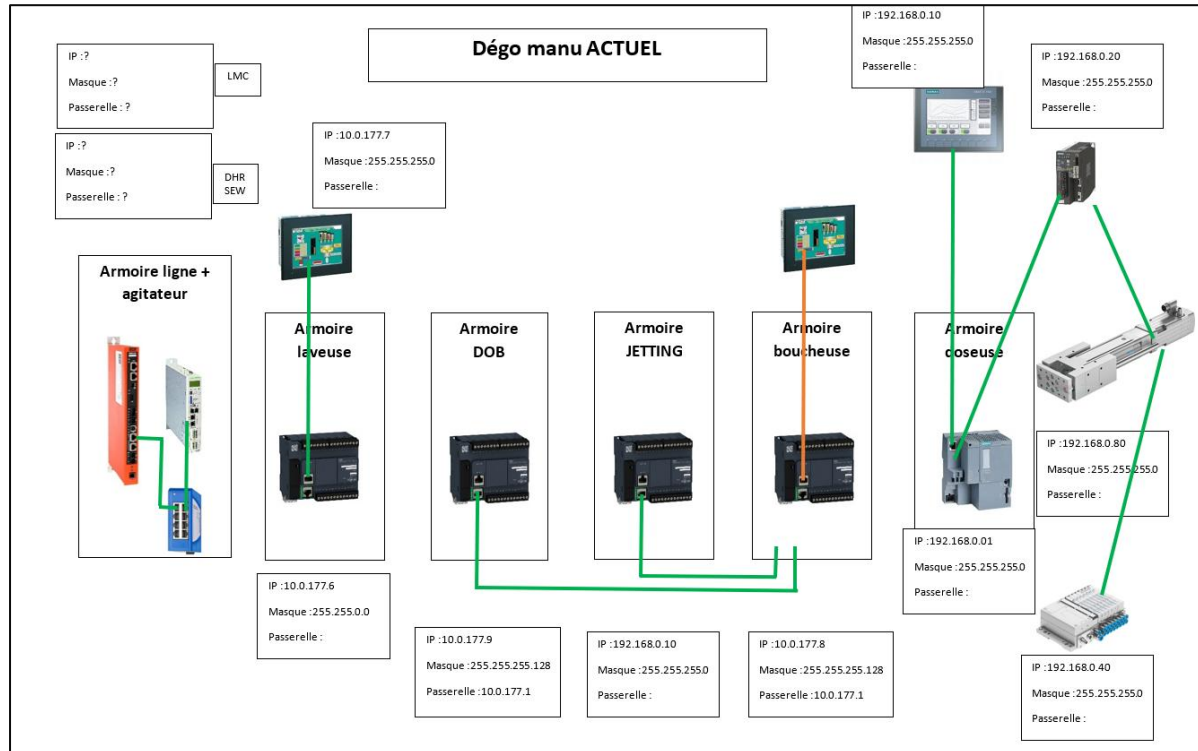 Dégo manu ACTUEL
IP :?
Masque :?
Passerelle : ?
LMC
IP :?
Masque :?
Passerelle : ?
DHR
SEW
IP :10.0.177.7
Masque :255.255.255.0
Passerelle :
IP :192.168.0.10
Masque :255.255.255.0
Passerelle :
IP :192.168.0.20
Masque :255.255.255.0
Passerelle :
Armoire ligne +
agitateur
Armoire
laveuse
Armoire
DOB
Armoire
JETTING
Armoire
boucheuse
Armoire
doseuse
IP :192.168.0.80
Masque :255.255.255.0
Passerelle :
IP :10.0.177.6
Masque :255.255.0.0
Passerelle :
IP :10.0.177.9
Masque :255.255.255.128
Passerelle :10.0.177.1
IP :192.168.0.10
Masque :255.255.255.0
Passerelle :
IP :10.0.177.8
Masque :255.255.255.128
Passerelle :10.0.177.1
IP :192.168.0.01
Masque :255.255.255.0
Passerelle :
IP :192.168.0.40
Masque :255.255.255.0
Passerelle :